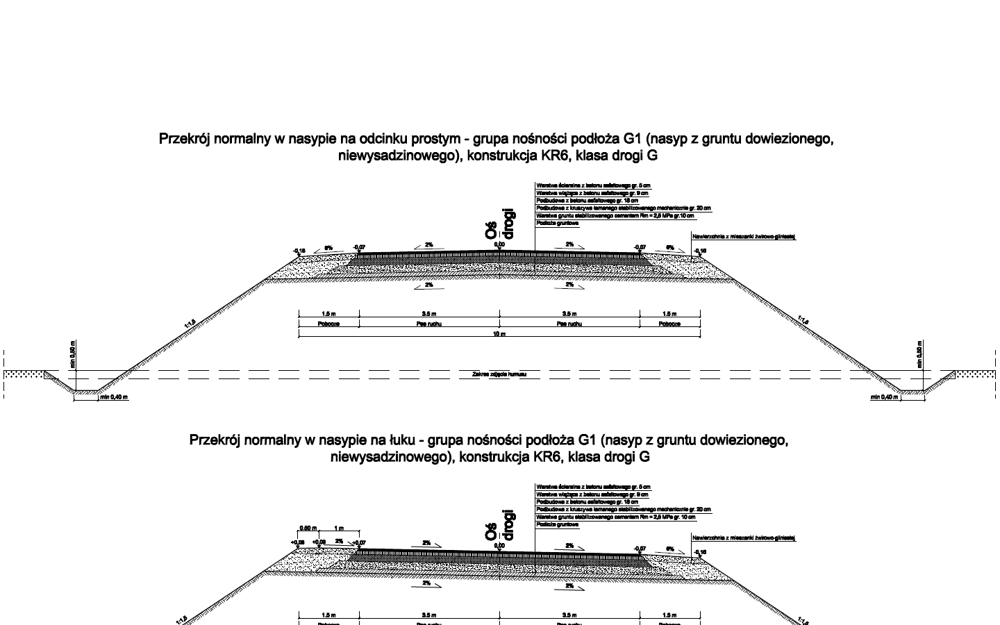 Przekrój normalny w nasypie na odcinku prostym - grupa nośności podłoża G1 (nasyp z gruntu dowiezionego,
niewysadzinowego), konstrukcja KR6, klasa drogi G
Warstwa ścieralna z betonu asfaltowego gr. 5 cm
Warstwa wiążąca z betonu asfaltowego gr. 9 cm
Podbudowa z betonu asfaltowego gr. 18 cm
Podbudowa z kruszywa łamanego stabilizowanego mechanicznie gr. 20 cm
Warstwa gruntu stabilizowanego cementem Rm = 2,5 MPa gr.10 cm
Podłoże gruntowe
Oś
drogi
Nawierzchnia z mieszanki żwirowo-gliniastej
-0,16 6% -0,07 2% 0,00 2% -0,07 6% -0,16
2% 2%
1.5 m 3.5 m 3.5 m 1.5 m
Pobocze Pas ruchu Pas ruchu Pobocze
10 m
1:1,5 1:1,5
min 0,50 m min 0,50 m
Zakres zdjęcia humusu
min 0,40 m min 0,40 m
Przekrój normalny w nasypie na łuku - grupa nośności podłoża G1 (nasyp z gruntu dowiezionego,
niewysadzinowego), konstrukcja KR6, klasa drogi G
Warstwa ścieralna z betonu asfaltowego gr. 5 cm
Warstwa wiążąca z betonu asfaltowego gr. 9 cm
Podbudowa z betonu asfaltowego gr. 18 cm
Podbudowa z kruszywa łamanego stabilizowanego mechanicznie gr. 20 cm
Warstwa gruntu stabilizowanego cementem Rm = 2,5 MPa gr. 10 cm
Podłoże gruntowe
Oś
drogi
0.50 m 1 m
Nawierzchnia z mieszanki żwirowo-gliniastej
+0,09 2% +0,07 2% 0,00 2% -0,07 6% -0,16
2% 2%
1.5 m 3.5 m 3.5 m 1.5 m
1:1,5 1:1,5